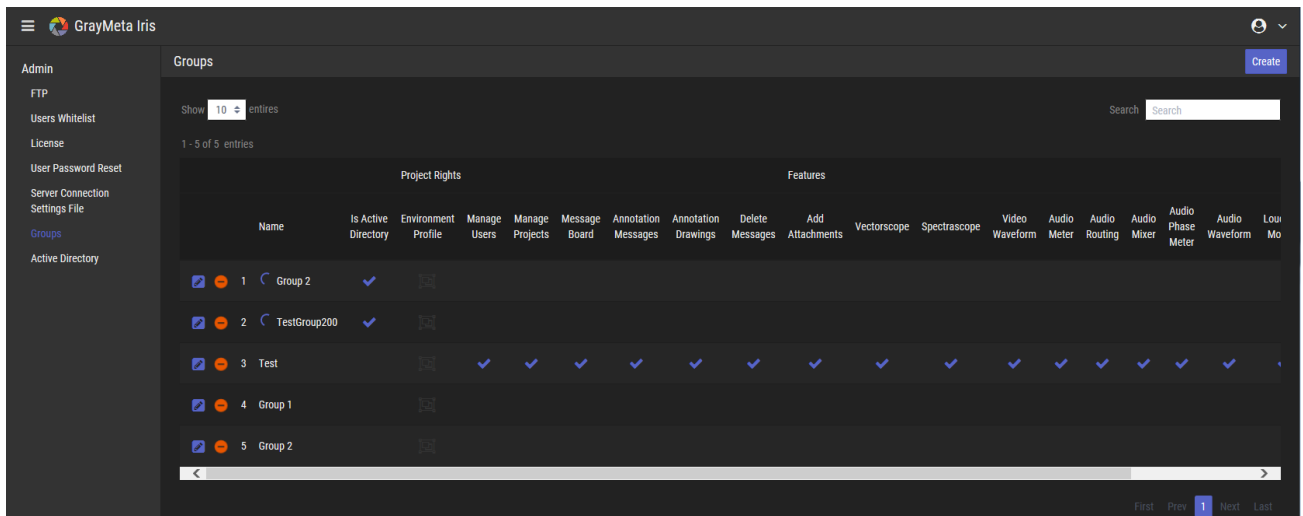 GrayMeta Iris
Admin
FTP
Users Whitelist
License
User Password Reset
Server Connection
Settings File
Groups
Active Directory
Groups
Create
Show 10 entires
Search Search
1 - 5 of 5 entries
Project Rights Features
Name Is Active Directory Environment Profile Manage Users Manage Projects Message Board Annotation Messages Annotation Drawings Delete Messages Add Attachments Vectorscope Spectrascope Video Waveform Audio Meter Audio Routing Audio Mixer Audio Phase Meter Audio Waveform
1 Group 2
2 TestGroup200
3 Test
4 Group 1
5 Group 2
First Prev 1 Next Last